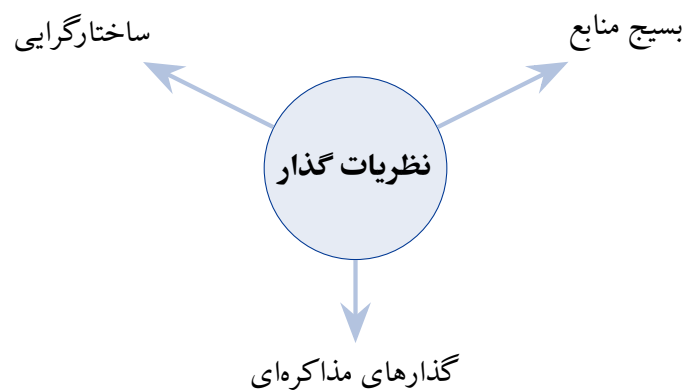 بسیج منابع
ساختارگرایی
نظریات گذار
گذارهای مذاکره‌ای